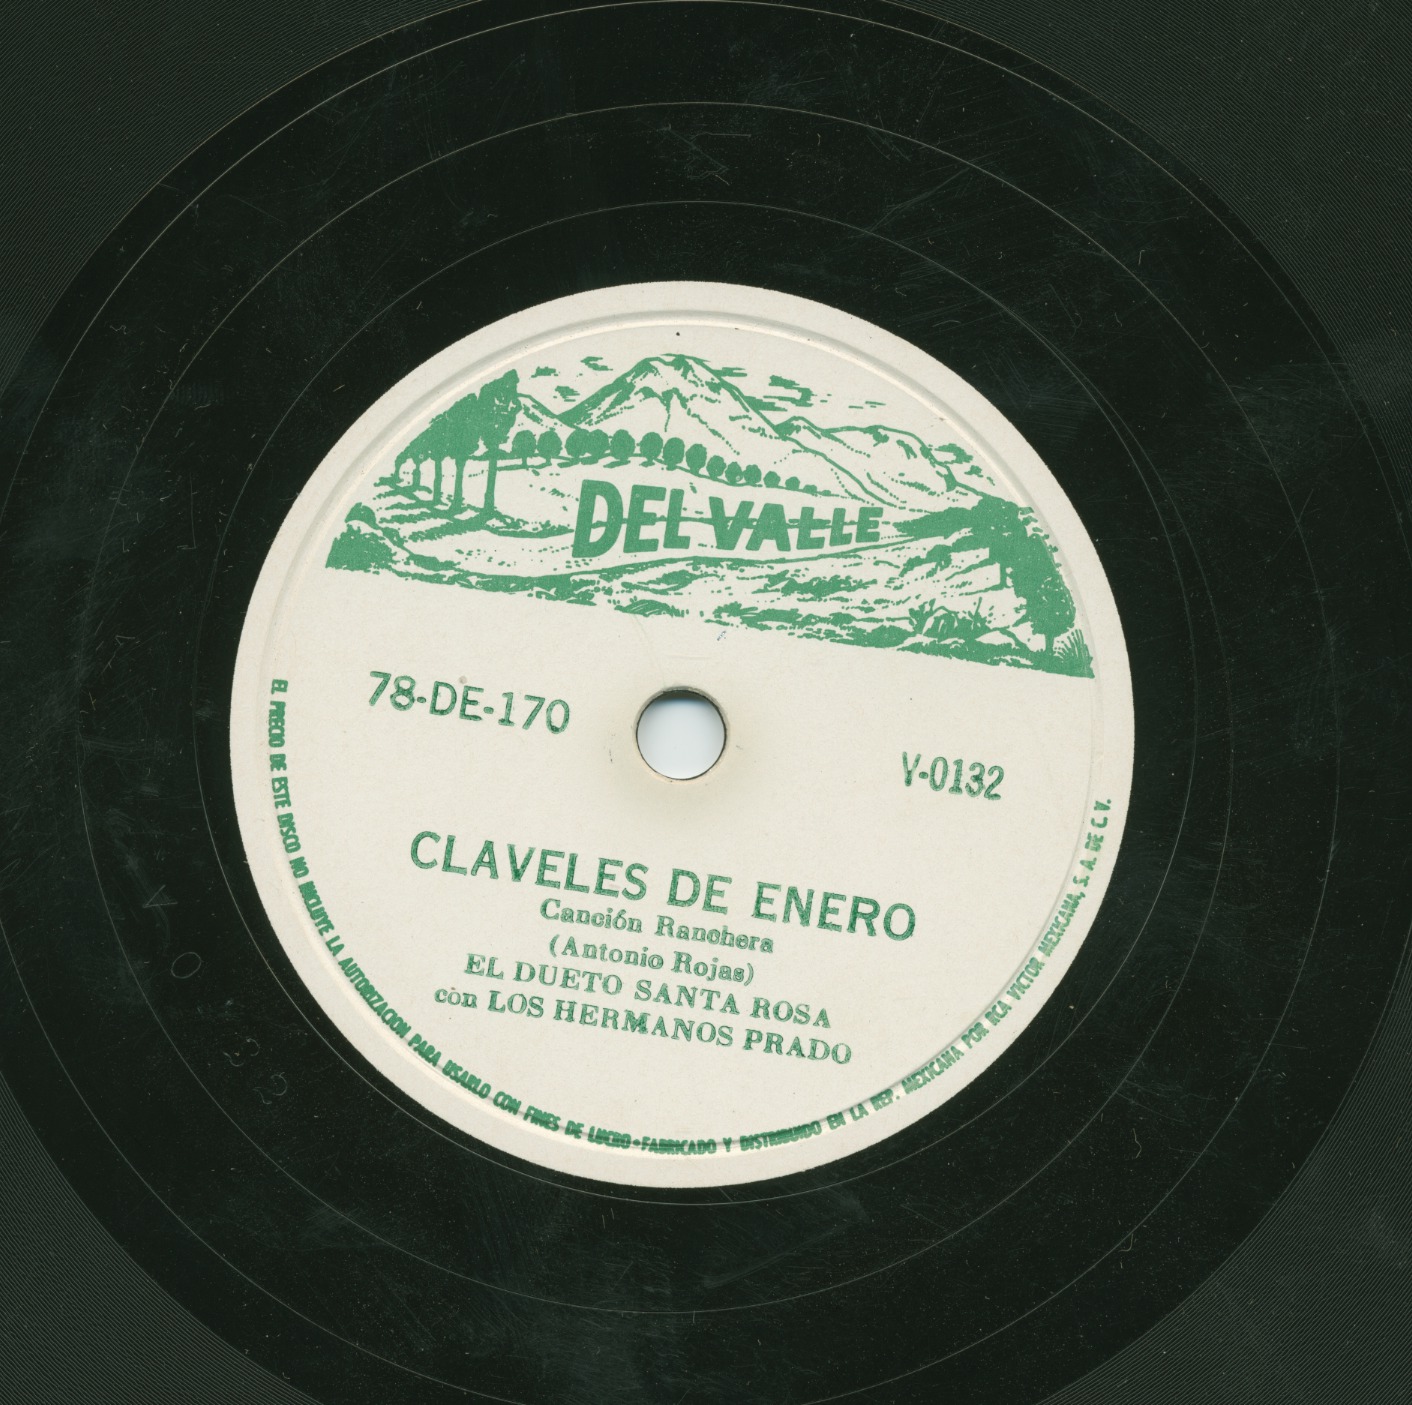 DEL VALLE
78-DE-170
V-0132
CLAVELES DE ENERO
Canción Ranchera
(Antonio Rojas)
EL DUETO SANTA ROSA
con LOS HERMANOS PRADO
EL PRECIO DE ESTE DISCO NO INCLUYE LA AUTORIZACION PARA USARLO CON FINES DE LUCRO•FABRICADO Y DISTRIBUIDO EN LA REP. MEXICANA POR RCA VICTOR MEXICANA, S. A. DE C. V.